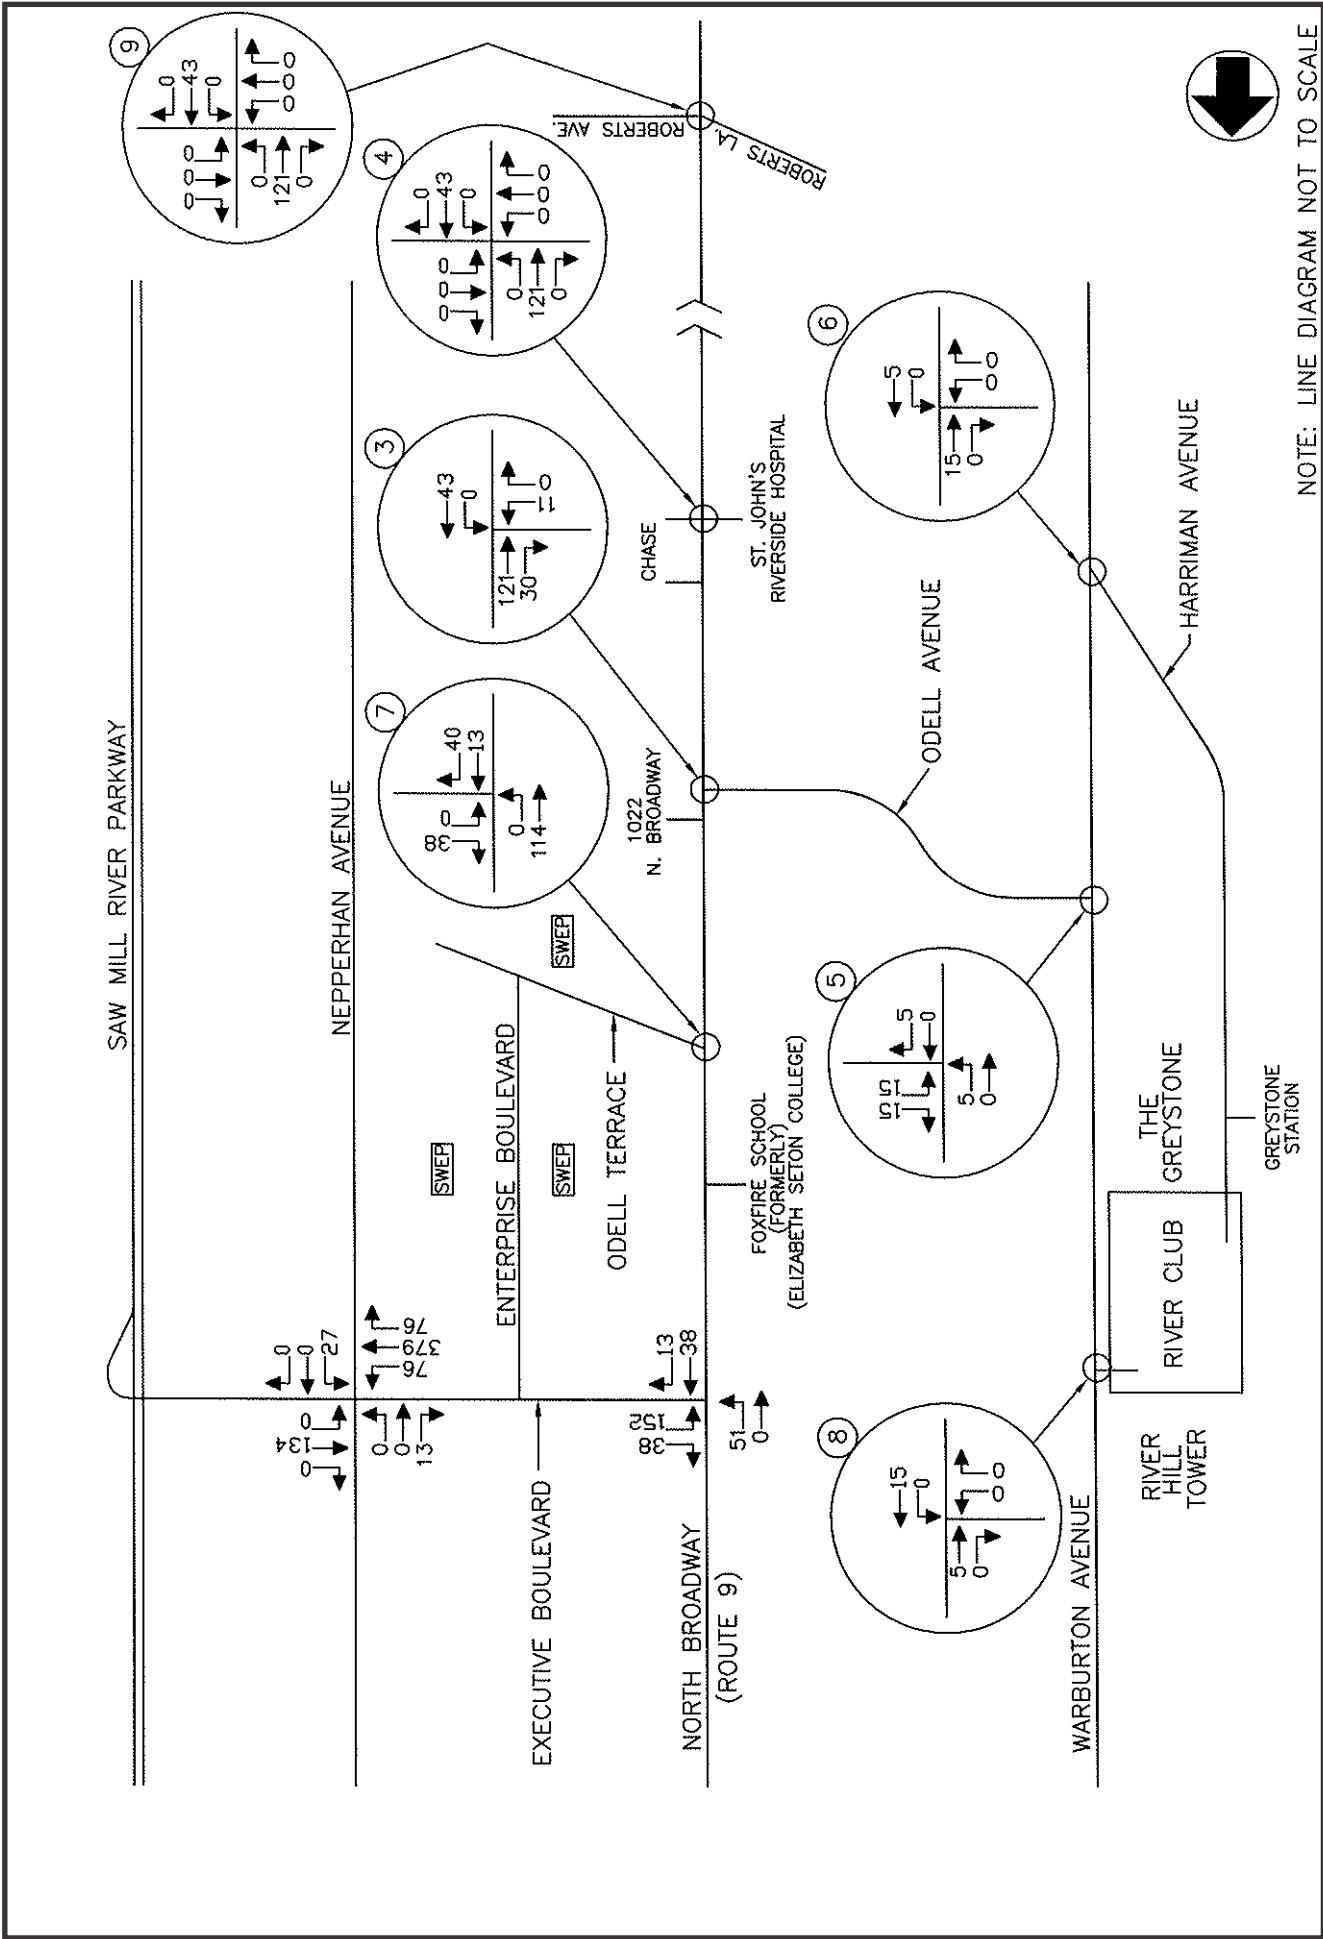 SAW MILL RIVER PARKWAY
NEPPERHAN AVENUE
ENTERPRISE BOULEVARD
ODELL TERRACE
EXECUTIVE BOULEVARD
NORTH BROADWAY
(ROUTE 9)
WARBURTON AVENUE
SWEP
SWEP
SWEP
0
134
0
0
0
27
0
0
13
76
379
76
38
152
13
38
51
0
FOXFIRE SCHOOL
(FORMERLY)
(ELIZABETH SETON COLLEGE)
1022
N. BROADWAY
CHASE
ST. JOHN'S
RIVERSIDE HOSPITAL
ROBERTS AVE.
ROBERTS LA.
ODELL AVENUE
HARRIMAN AVENUE
GREYSTONE
STATION
THE
GREYSTONE
RIVER CLUB
RIVER
HILL
TOWER
7
38
0
40
13
0
114
3
43
0
121
30
11
0
4
0
0
0
0
43
0
0
121
0
0
0
0
9
0
0
0
0
43
0
0
121
0
0
0
0
8
15
0
5
0
0
0
5
15
15
5
0
5
0
6
5
0
15
0
0
0
NOTE: LINE DIAGRAM NOT TO SCALE